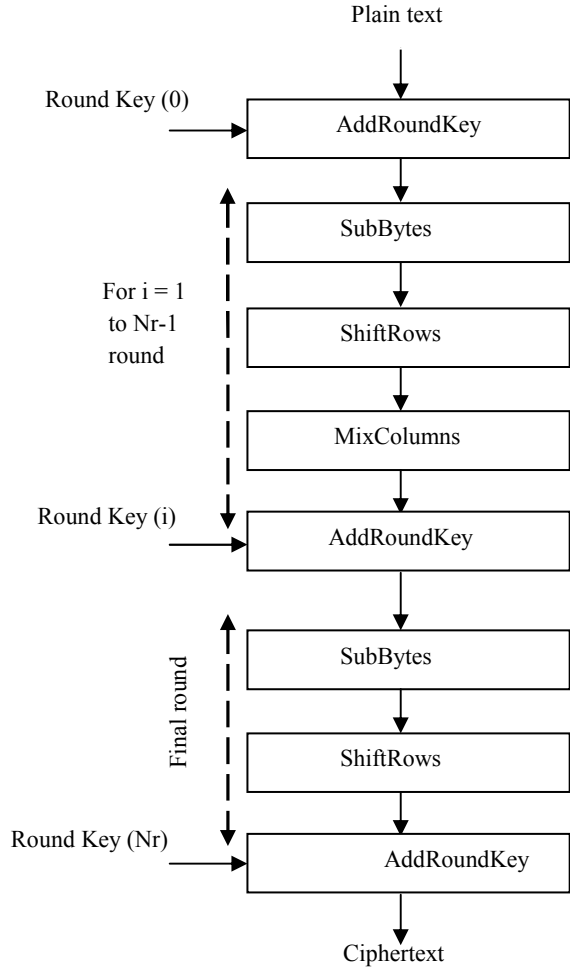 Plain text
Round Key (0)
AddRoundKey
SubBytes
For i = 1
to Nr-1
round
ShiftRows
MixColumns
Round Key (i)
AddRoundKey
SubBytes
Final round
ShiftRows
Round Key (Nr)
AddRoundKey
Ciphertext